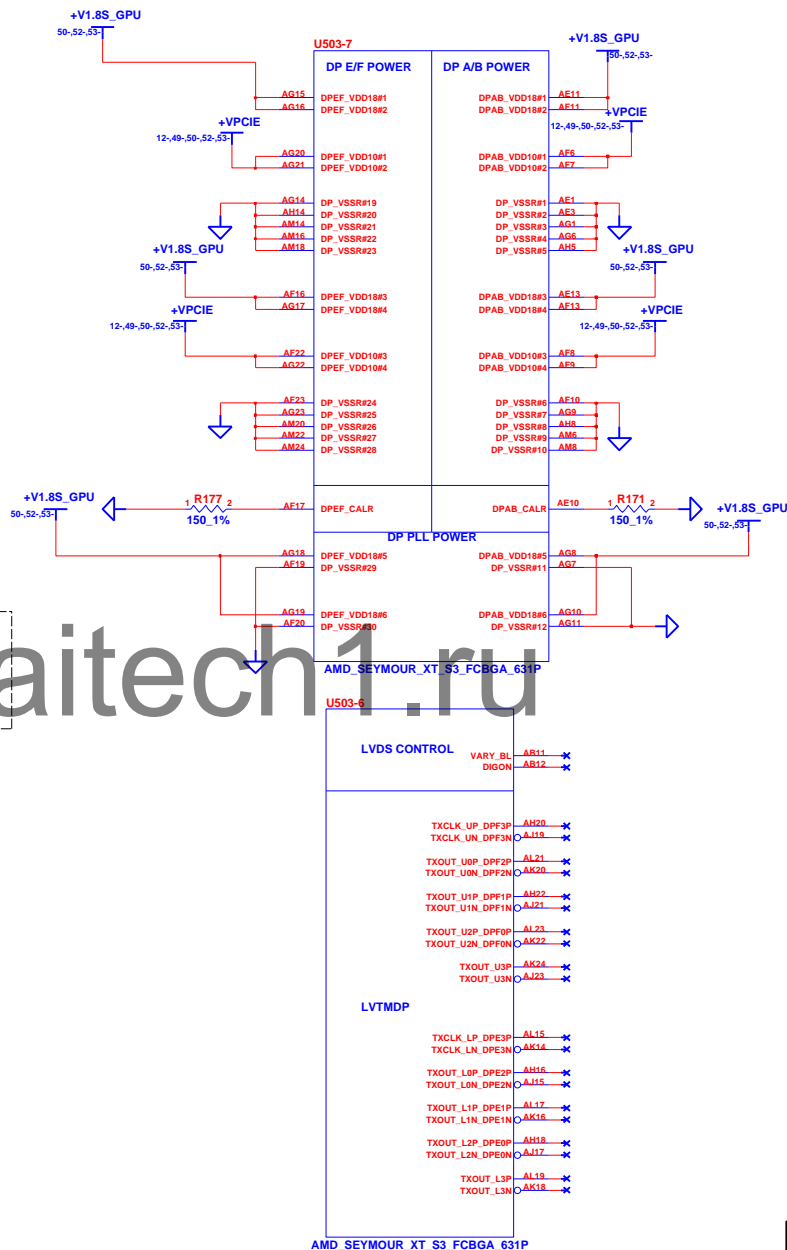 +V1.8S_GPU
50-,52-,53-
U503-7
+V1.8S_GPU
50-,52-,53-
DP E/F POWER
DP A/B POWER
AG15 DPEF_VDD18#1 DPAB_VDD18#1 AE11
AG16 DPEF_VDD18#2 DPAB_VDD18#2 AF11
+VPCIE
12-,49-,50-,52-,53-
+VPCIE
12-,49-,50-,52-,53-
AG20 DPEF_VDD10#1 DPAB_VDD10#1 AF6
AG21 DPEF_VDD10#2 DPAB_VDD10#2 AF7
AG14 DP_VSSR#19 DP_VSSR#1 AE1
AH14 DP_VSSR#20 DP_VSSR#2 AE3
AM14 DP_VSSR#21 DP_VSSR#3 AG1
AM16 DP_VSSR#22 DP_VSSR#4 AG6
AM18 DP_VSSR#23 DP_VSSR#5 AH5
+V1.8S_GPU
50-,52-,53-
+V1.8S_GPU
50-,52-,53-
AF16 DPEF_VDD18#3 DPAB_VDD18#3 AE13
AG17 DPEF_VDD18#4 DPAB_VDD18#4 AF13
+VPCIE
12-,49-,50-,52-,53-
+VPCIE
12-,49-,50-,52-,53-
AF22 DPEF_VDD10#3 DPAB_VDD10#3 AF8
AG22 DPEF_VDD10#4 DPAB_VDD10#4 AF9
AF23 DP_VSSR#24 DP_VSSR#6 AF10
AG23 DP_VSSR#25 DP_VSSR#7 AG9
AM20 DP_VSSR#26 DP_VSSR#8 AH8
AM22 DP_VSSR#27 DP_VSSR#9 AM6
AM24 DP_VSSR#28 DP_VSSR#10 AM8
+V1.8S_GPU
50-,52-,53-
1 R177 2
150_1%
AF17 DPEF_CALR DPAB_CALR AE10
1 R171 2
150_1%
+V1.8S_GPU
50-,52-,53-
DP PLL POWER
AG18 DPEF_VDD18#5 DPAB_VDD18#5 AG8
AF19 DP_VSSR#29 DP_VSSR#11 AG7
AG19 DPEF_VDD18#6 DPAB_VDD18#6 AG10
AF20 DP_VSSR#30 DP_VSSR#12 AG11
AMD_SEYMOUR_XT_S3_FCBGA_631P
aitech1.ru
U503-6
LVDS CONTROL
VARY_BL AB11
DIGON AB12
TXCLK_UP_DPF3P AH20
TXCLK_UN_DPF3N AJ19
TXOUT_U0P_DPF2P AL21
TXOUT_U0N_DPF2N AK20
TXOUT_U1P_DPF1P AH22
TXOUT_U1N_DPF1N AJ21
TXOUT_U2P_DPF0P AL23
TXOUT_U2N_DPF0N AK22
TXOUT_U3P AK24
TXOUT_U3N AJ23
LVTMDP
TXCLK_LP_DPE3P AL15
TXCLK_LN_DPE3N AK14
TXOUT_L0P_DPE2P AH16
TXOUT_L0N_DPE2N AJ15
TXOUT_L1P_DPE1P AL17
TXOUT_L1N_DPE1N AK16
TXOUT_L2P_DPE0P AH18
TXOUT_L2N_DPE0N AJ17
TXOUT_L3P AL19
TXOUT_L3N AK18
AMD_SEYMOUR_XT_S3_FCBGA_631P